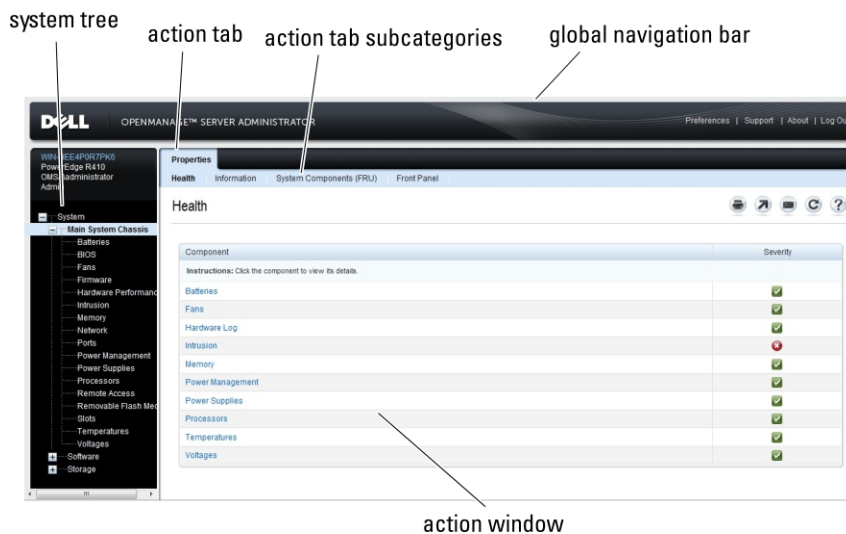 system tree
action tab
action tab subcategories
global navigation bar
DELL
OPENMANAGE™ SERVER ADMINISTRATOR
Preferences | Support | About | Log Ou
PowerEdge R410
Properties
Health
Information
System Components (FRU)
Front Panel
Health
System
Main System Chassis
Batteries
BIOS
Fans
Firmware
Hardware Performanc
Intrusion
Memory
Network
Ports
Power Management
Power Supplies
Processors
Remote Access
Removable Flash Med
Slots
Temperatures
Voltages
Software
Storage
Component
Severity
Instructions: Click the component to view its details.
Batteries
Fans
Hardware Log
Intrusion
Memory
Power Management
Power Supplies
Processors
Temperatures
Voltages
action window